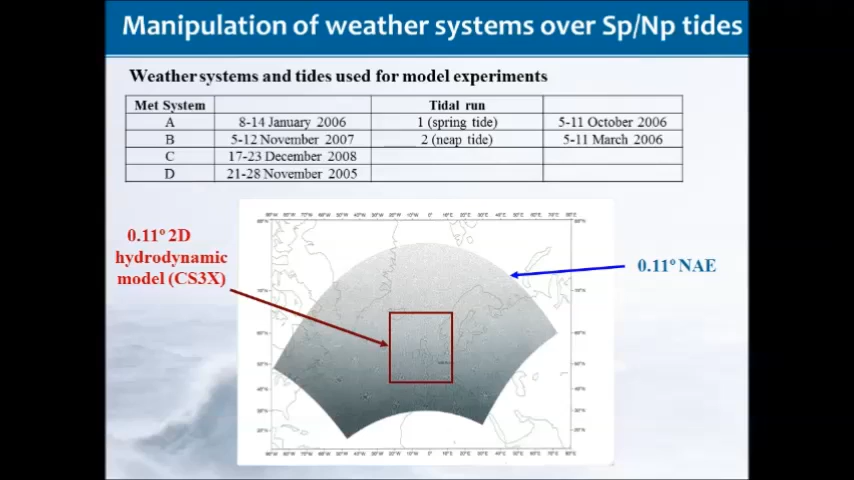 Manipulation of weather systems over Sp/Np tides
Weather systems and tides used for model experiments
Met System Tidal run
A 8-14 January 2006 1 (spring tide) 5-11 October 2006
B 5-12 November 2007 2 (neap tide) 5-11 March 2006
C 17-23 December 2008
D 21-28 November 2005
0.11º 2D
hydrodynamic
model (CS3X)
0.11º NAE